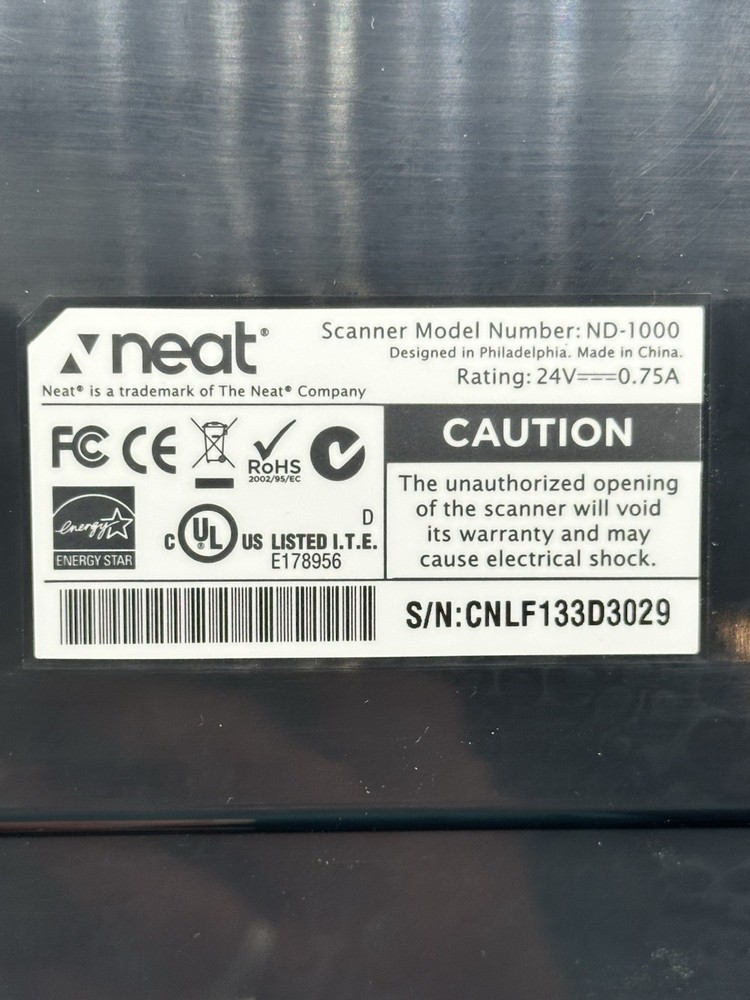 neat®
Neat® is a trademark of The Neat® Company
Scanner Model Number: ND-1000
Designed in Philadelphia. Made in China.
Rating: 24V⎓0.75A
FC CE RoHS
2002/95/EC
energy
ENERGY STAR
C UL® US LISTED I.T.E.
D
E178956
CAUTION
The unauthorized opening
of the scanner will void
its warranty and may
cause electrical shock.
S/N:CNLF133D3029